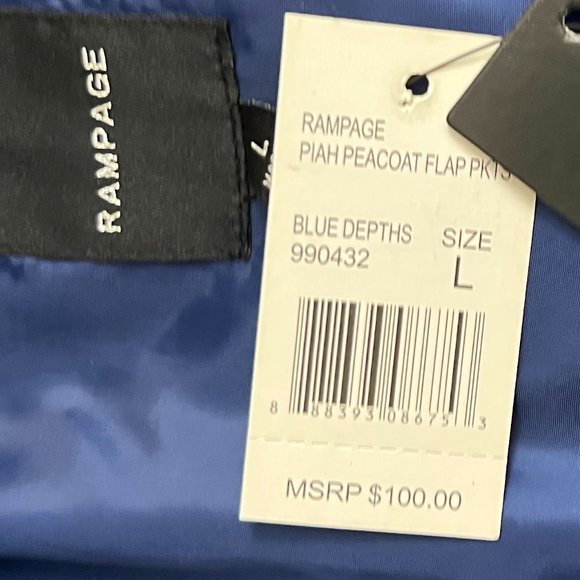 RAMPAGE
L
RAMPAGE
PIAH PEACOAT FLAP PKTS
BLUE DEPTHS
990432
SIZE
L
8 88393 08675 3
MSRP $100.00